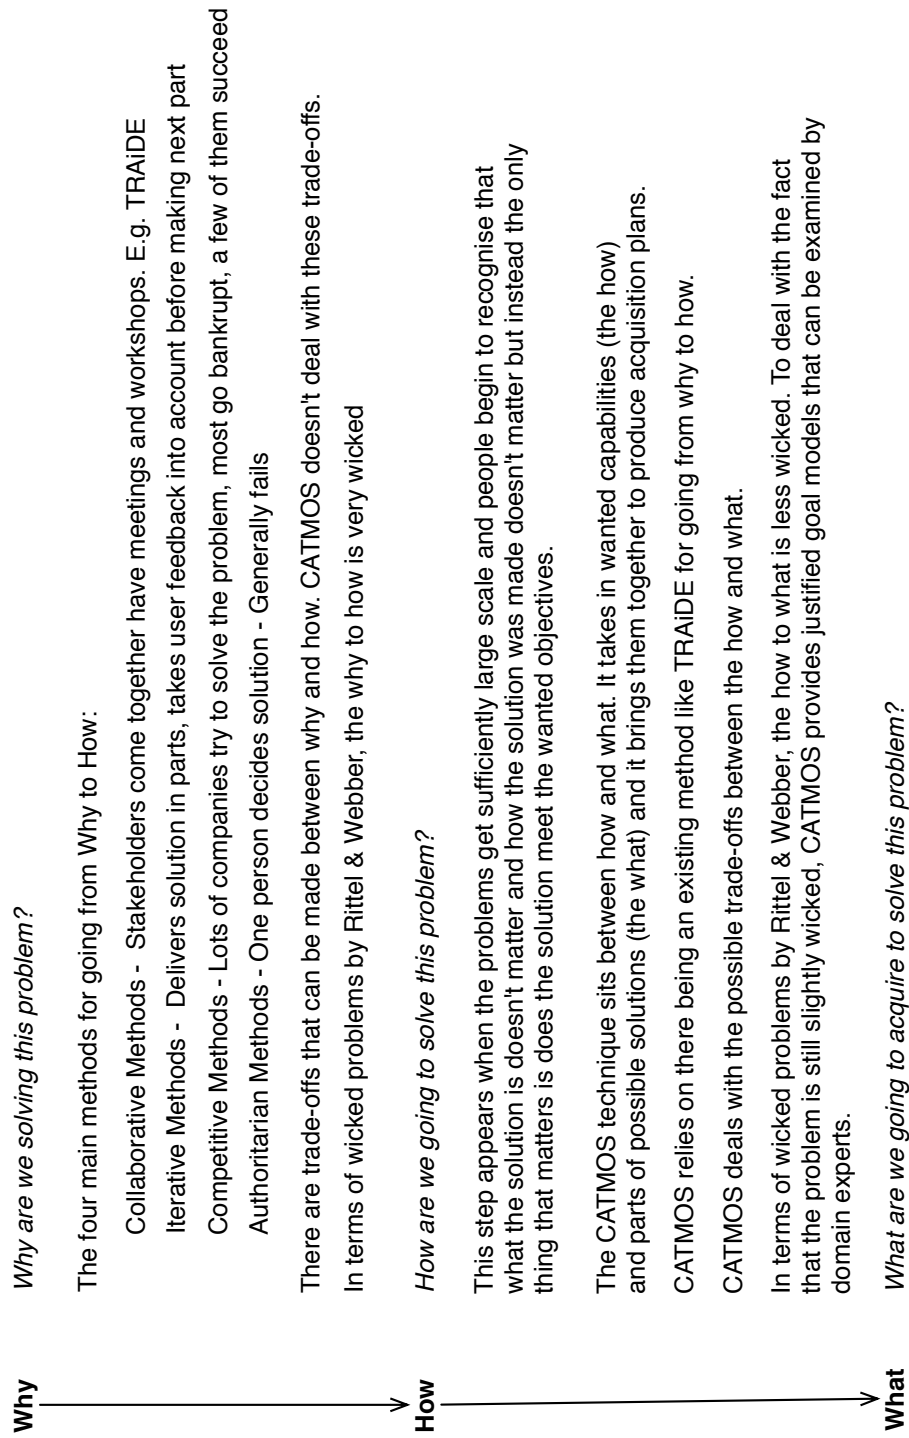 Why
Why are we solving this problem?
The four main methods for going from Why to How:
Collaborative Methods -  Stakeholders come together have meetings and workshops. E.g. TRAiDE
Iterative Methods -  Delivers solution in parts, takes user feedback into account before making next part
Competitive Methods - Lots of companies try to solve the problem, most go bankrupt, a few of them succeed
Authoritarian Methods - One person decides solution - Generally fails
There are trade-offs that can be made between why and how. CATMOS doesn't deal with these trade-offs.
In terms of wicked problems by Rittel & Webber, the why to how is very wicked
How
How are we going to solve this problem?
This step appears when the problems get sufficiently large scale and people begin to recognise that
what the solution is doesn't matter and how the solution was made doesn't matter but instead the only
thing that matters is does the solution meet the wanted objectives.
The CATMOS technique sits between how and what. It takes in wanted capabilities (the how)
and parts of possible solutions (the what) and it brings them together to produce acquisition plans.
CATMOS relies on there being an existing method like TRAiDE for going from why to how.
CATMOS deals with the possible trade-offs between the how and what.
In terms of wicked problems by Rittel & Webber, the how to what is less wicked. To deal with the fact
that the problem is still slightly wicked, CATMOS provides justified goal models that can be examined by
domain experts.
What
What are we going to acquire to solve this problem?